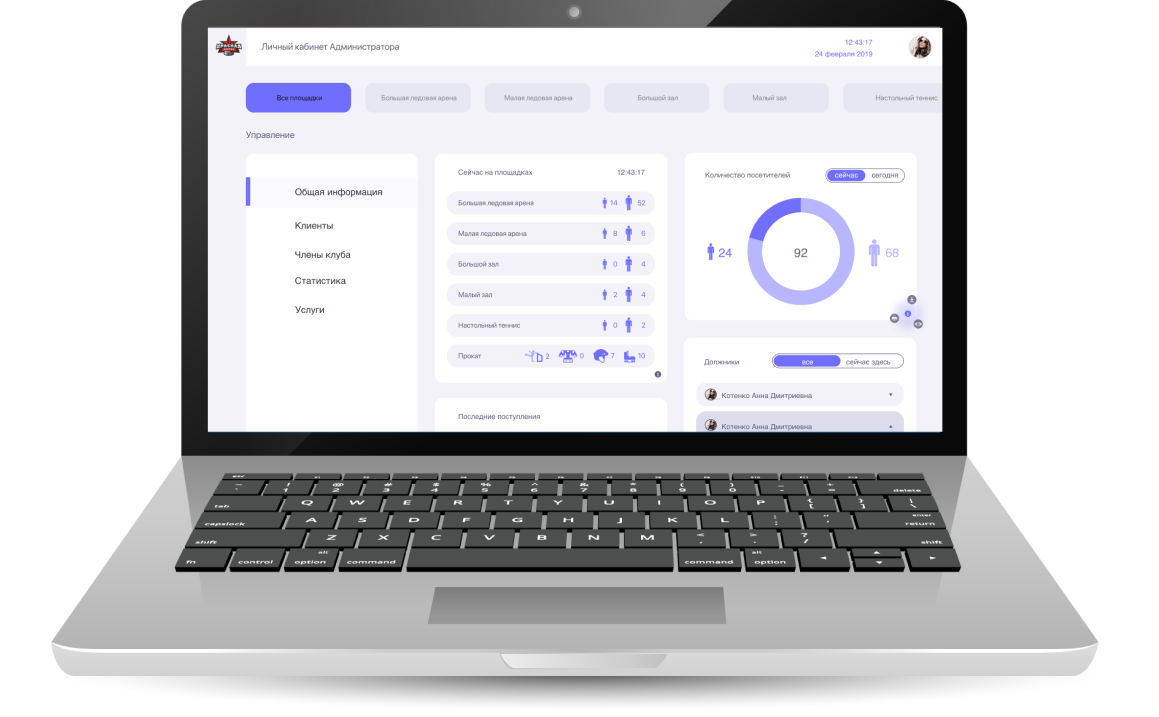 Личный кабинет Администратора
12:43:17
24 февраля 2019
Все площадки
Большая ледовая арена
Малая ледовая арена
Большой зал
Малый зал
Настольный теннис
Управление
Общая информация
Клиенты
Члены клуба
Статистика
Услуги
Сейчас на площадках 12:43:17
Большая ледовая арена 14 52
Малая ледовая арена 8 6
Большой зал 0 4
Малый зал 2 4
Настольный теннис 0 2
Прокат 2 0 7 10
Последние поступления
Количество посетителей
сейчас сегодня
24
92
68
Должники
все сейчас здесь
Котенко Анна Дмитриевна
Котенко Анна Дмитриевна
esc
delete
tab Q W E R T Y U I O P
capslock A S D F G H J K L enter return
shift Z X C V B N M shift
fn control alt option command command alt option